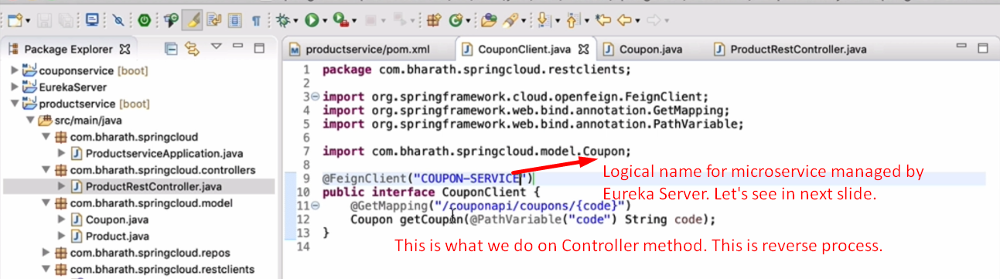 Package Explorer
couponservice [boot]
EurekaServer
productservice [boot]
src/main/java
com.bharath.springcloud
ProductserviceApplication.java
com.bharath.springcloud.controllers
ProductRestController.java
com.bharath.springcloud.model
Coupon.java
Product.java
com.bharath.springcloud.repos
com.bharath.springcloud.restclients
productservice/pom.xml
CouponClient.java
Coupon.java
ProductRestController.java
1 package com.bharath.springcloud.restclients;
2
3 import org.springframework.cloud.openfeign.FeignClient;
4 import org.springframework.web.bind.annotation.GetMapping;
5 import org.springframework.web.bind.annotation.PathVariable;
6
7 import com.bharath.springcloud.model.Coupon;
8
9 @FeignClient("COUPON-SERVICE")
10 public interface CouponClient {
11 @GetMapping("/couponapi/coupons/{code}")
12 Coupon getCoupon(@PathVariable("code") String code);
13 }
14
Logical name for microservice managed by
Eureka Server. Let's see in next slide.
This is what we do on Controller method. This is reverse process.